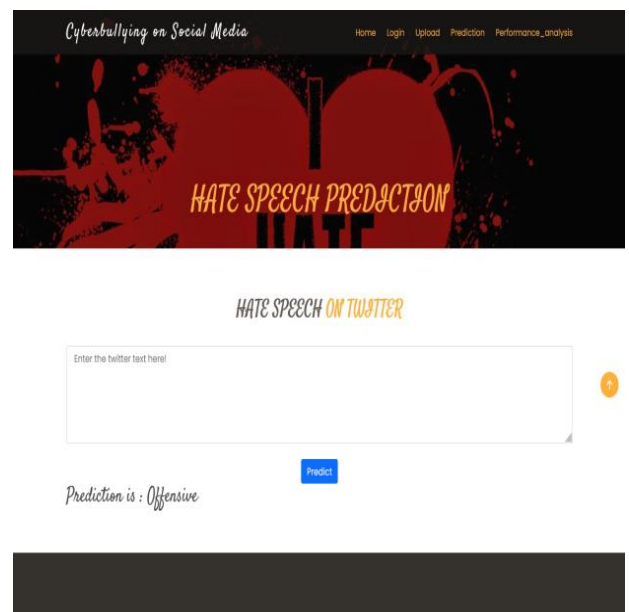 Cyberbullying on Social Media
Home Login Upload Prediction Performance_analysis
HATE SPEECH PREDICTION
HATE
HATE SPEECH ON TWITTER
Enter the twitter text here!
Predict
Prediction is : Offensive